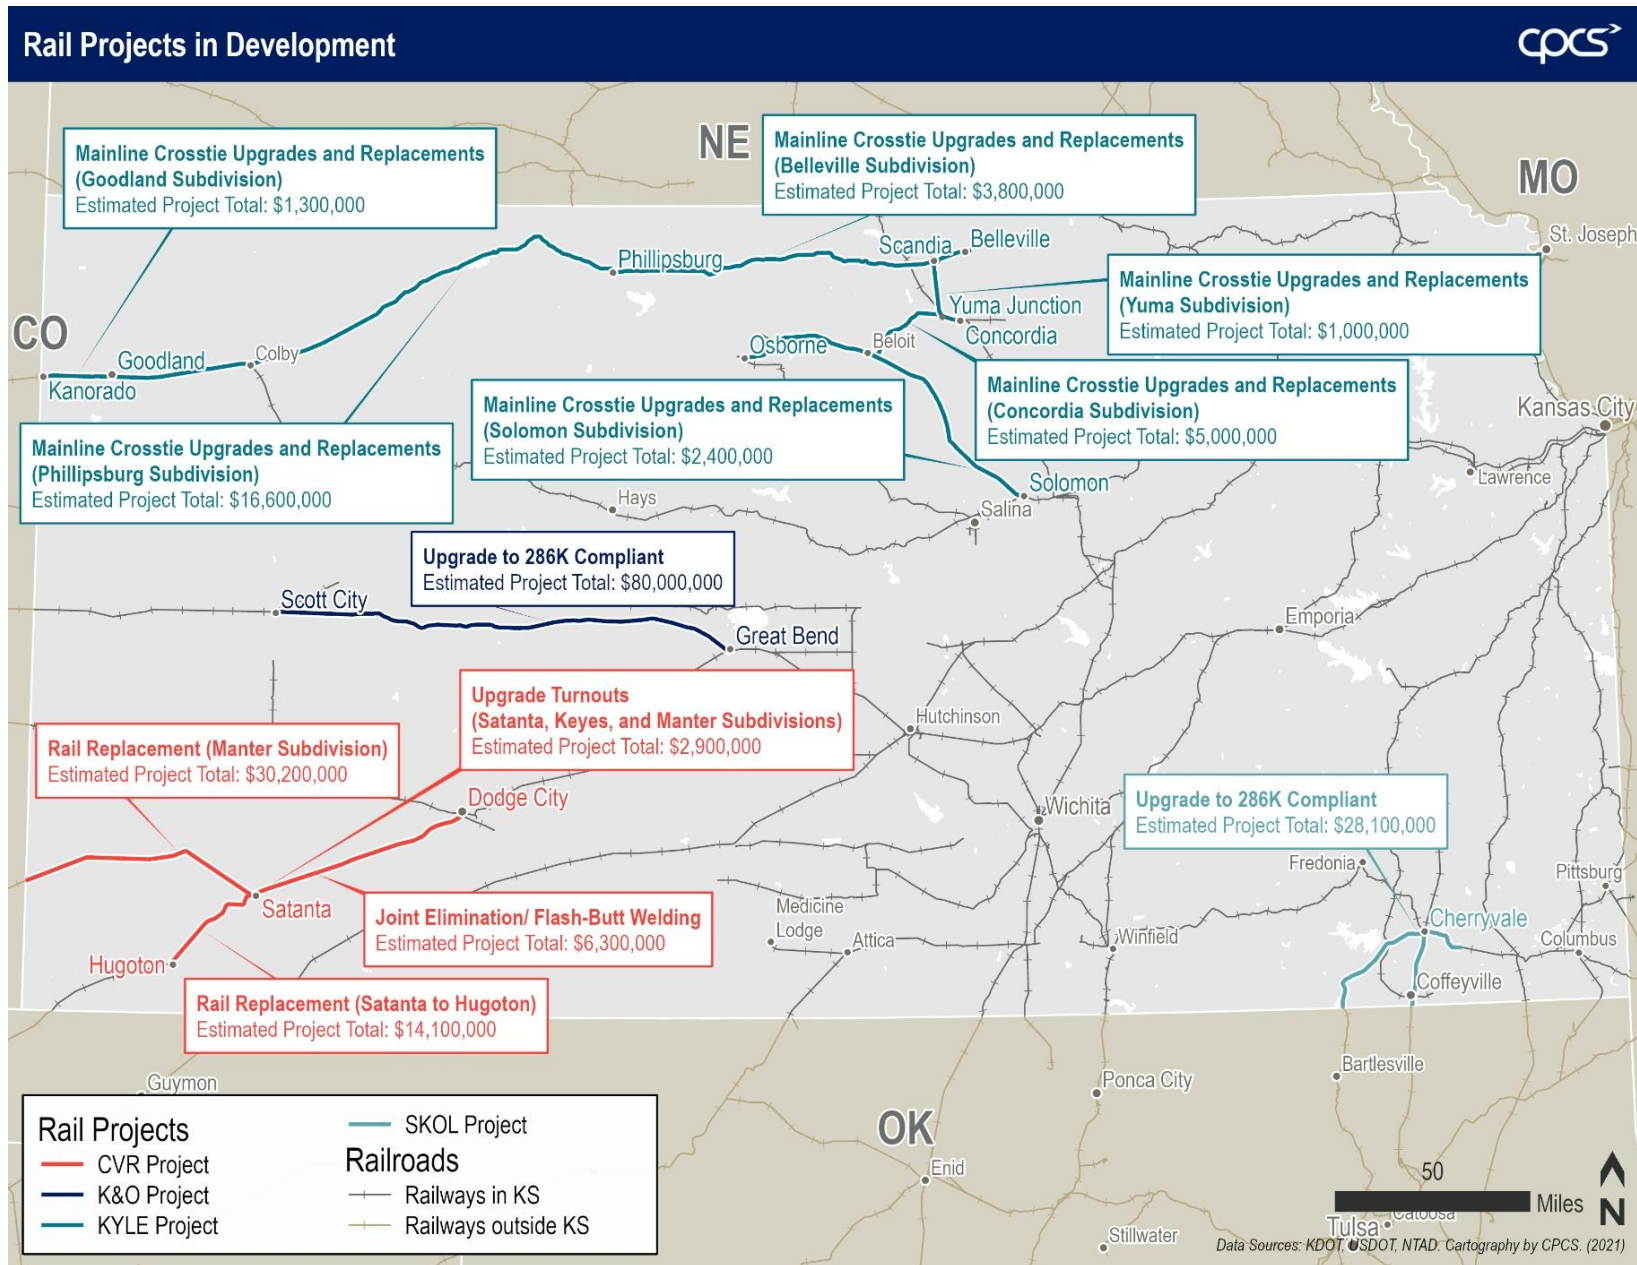 Rail Projects in Development
cpcs
NE
MO
CO
OK
Mainline Crosstie Upgrades and Replacements
(Goodland Subdivision)
Estimated Project Total: $1,300,000
Mainline Crosstie Upgrades and Replacements
(Belleville Subdivision)
Estimated Project Total: $3,800,000
St. Joseph
Scandia
Belleville
Phillipsburg
Mainline Crosstie Upgrades and Replacements
(Yuma Subdivision)
Estimated Project Total: $1,000,000
Yuma Junction
Concordia
Beloit
Osborne
Colby
Goodland
Kanorado
Mainline Crosstie Upgrades and Replacements
(Solomon Subdivision)
Estimated Project Total: $2,400,000
Mainline Crosstie Upgrades and Replacements
(Concordia Subdivision)
Estimated Project Total: $5,000,000
Kansas City
Mainline Crosstie Upgrades and Replacements
(Phillipsburg Subdivision)
Estimated Project Total: $16,600,000
Lawrence
Solomon
Hays
Salina
Upgrade to 286K Compliant
Estimated Project Total: $80,000,000
Scott City
Emporia
Great Bend
Upgrade Turnouts
(Satanta, Keyes, and Manter Subdivisions)
Estimated Project Total: $2,900,000
Hutchinson
Rail Replacement (Manter Subdivision)
Estimated Project Total: $30,200,000
Dodge City
Wichita
Upgrade to 286K Compliant
Estimated Project Total: $28,100,000
Fredonia
Pittsburg
Satanta
Joint Elimination/ Flash-Butt Welding
Estimated Project Total: $6,300,000
Medicine
Lodge
Attica
Winfield
Cherryvale
Columbus
Hugoton
Coffeyville
Rail Replacement (Satanta to Hugoton)
Estimated Project Total: $14,100,000
Guymon
Ponca City
Bartlesville
Enid
Stillwater
Tulsa
Catoosa
Rail Projects
CVR Project
K&O Project
KYLE Project
SKOL Project
Railroads
Railways in KS
Railways outside KS
50
Miles
N
Data Sources: KDOT, USDOT, NTAD. Cartography by CPCS. (2021)